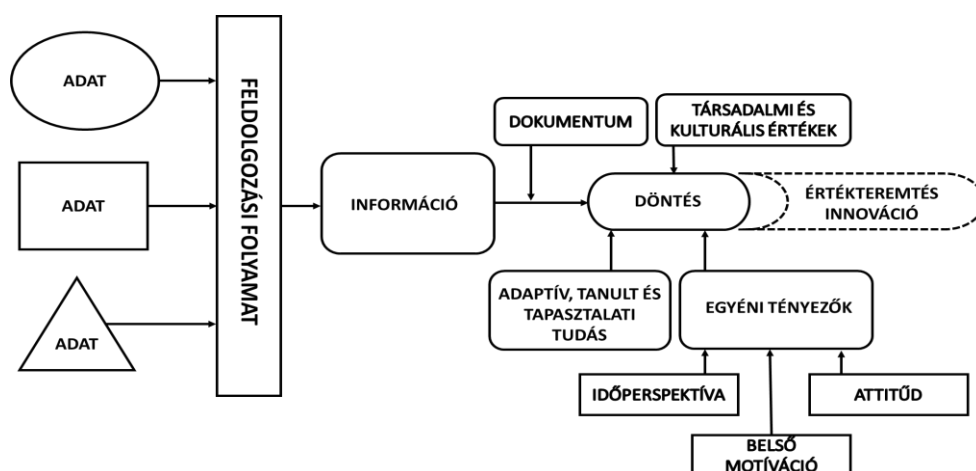 ADAT
ADAT
ADAT
FELDOLGOZÁSI FOLYAMAT
INFORMÁCIÓ
DOKUMENTUM
TÁRSADALMI ÉS
KULTURÁLIS ÉRTÉKEK
DÖNTÉS
ÉRTÉKTEREMTÉS
INNOVÁCIÓ
ADAPTÍV, TANULT ÉS
TAPASZTALATI
TUDÁS
EGYÉNI TÉNYEZŐK
IDŐPERSPEKTÍVA
BELSŐ
MOTÍVÁCIÓ
ATTITŰD